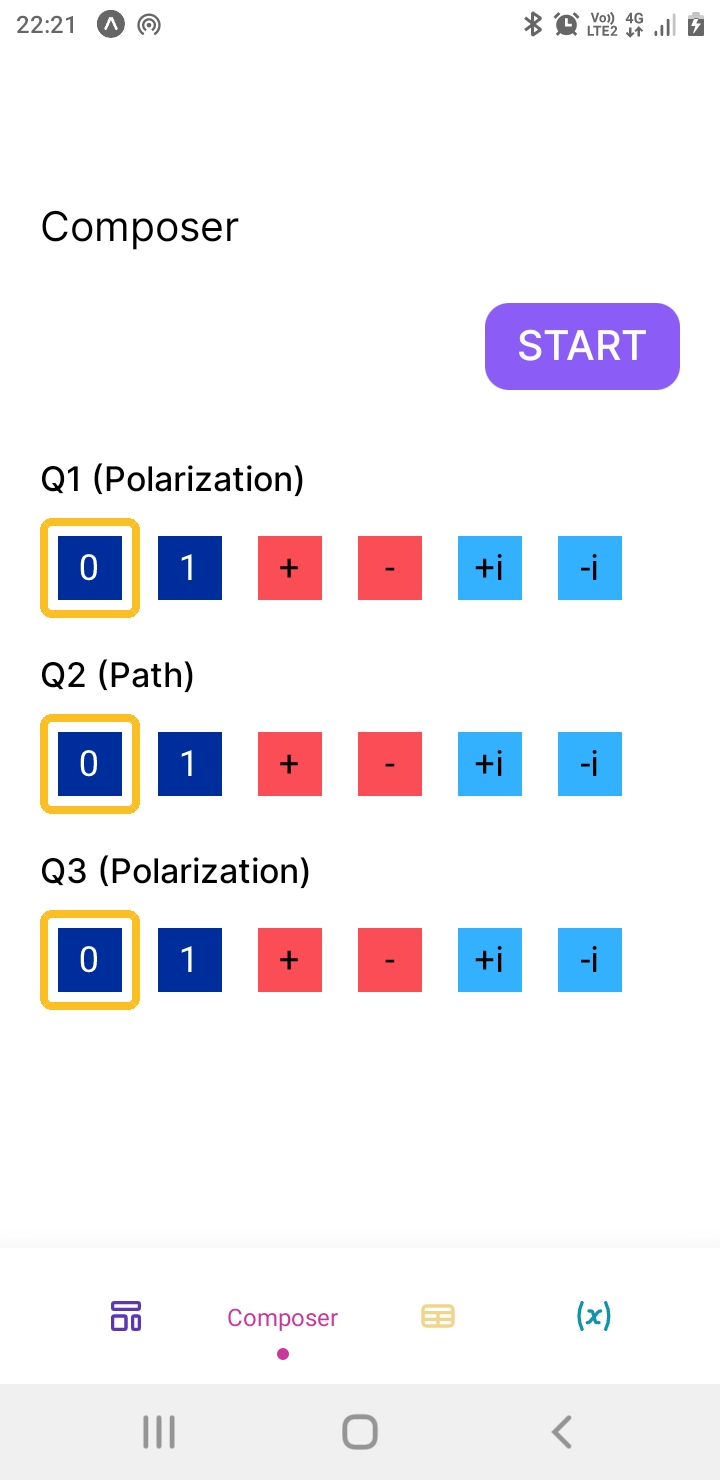 22:21 Vo)) LTE2 4G
Composer
START
Q1 (Polarization)
0 1 + - +i -i
Q2 (Path)
0 1 + - +i -i
Q3 (Polarization)
0 1 + - +i -i
Composer (x)